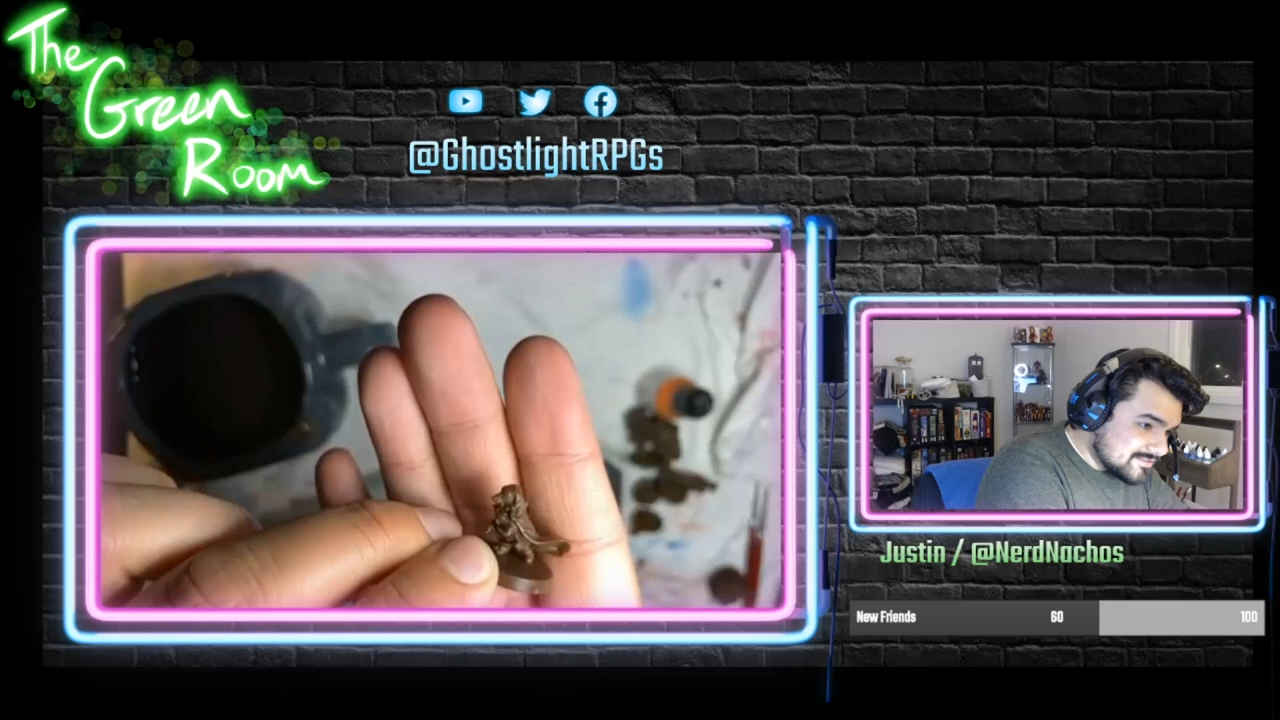 The
Green
Room
@GhostlightRPGs
Justin / @NerdNachos
New Friends 60 100